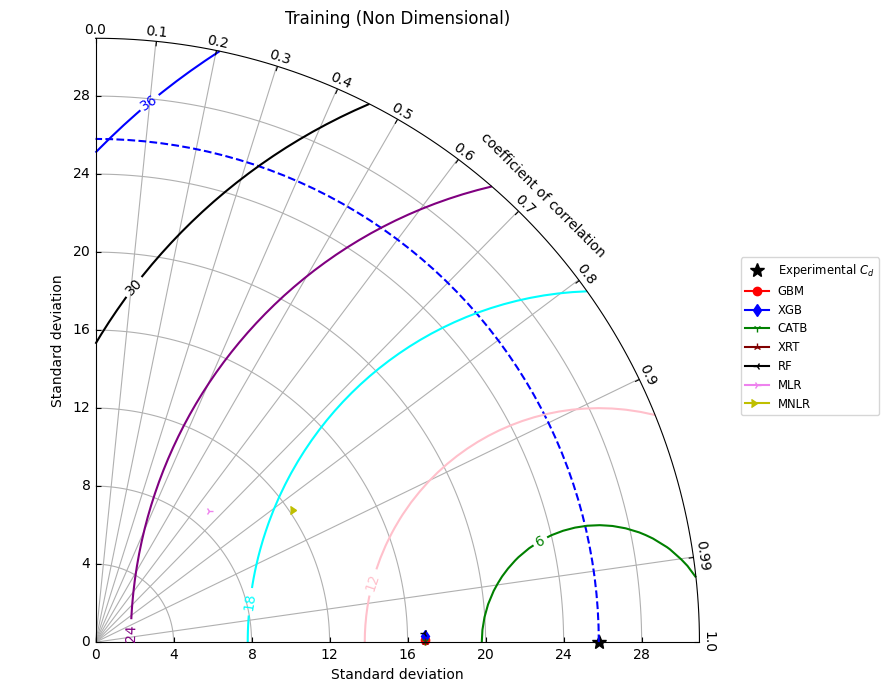 Training (Non Dimensional)
0.0
0.1
0.2
0.3
0.4
0.5
0.6
0.7
0.8
0.9
0.99
1.0
coefficient of correlation
Standard deviation
28
24
20
16
12
8
4
0
36
30
24
18
12
6
0
4
8
12
16
20
24
28
Standard deviation
Experimental C_d
GBM
XGB
CATB
XRT
RF
MLR
MNLR